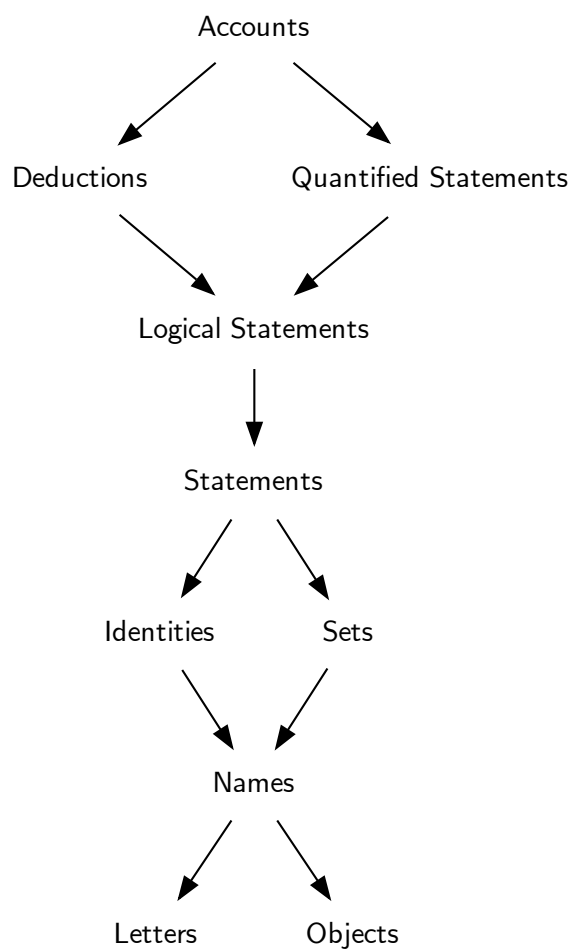 Accounts
Deductions
Quantified Statements
Logical Statements
Statements
Identities
Sets
Names
Letters
Objects